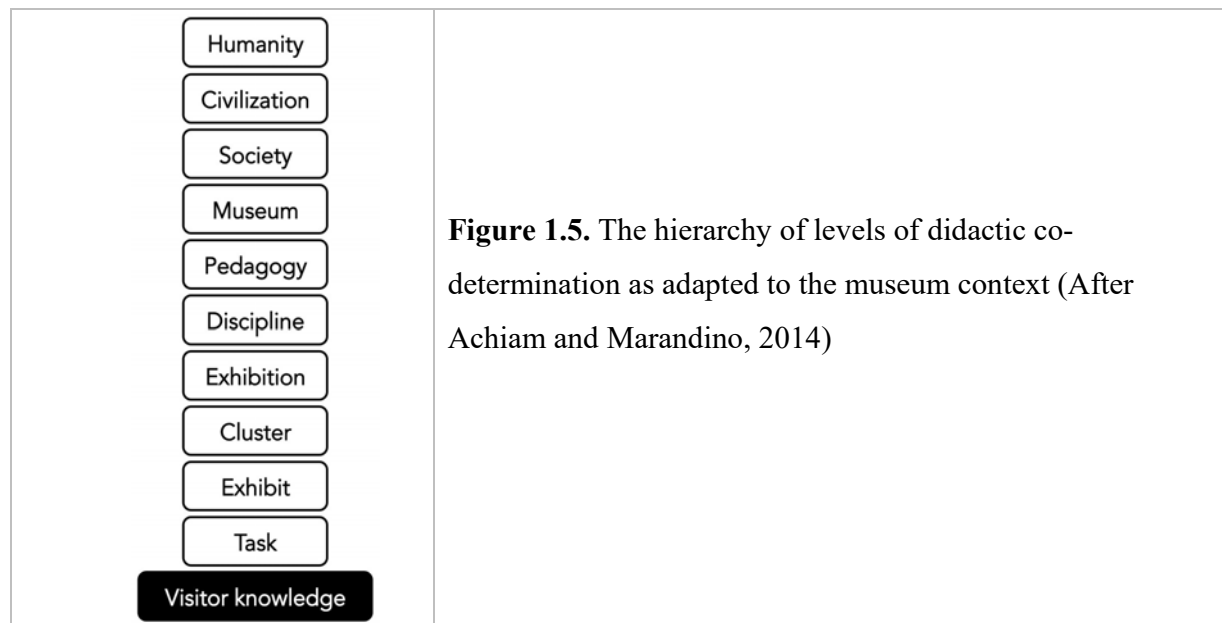 Humanity
Civilization
Society
Museum
Pedagogy
Discipline
Exhibition
Cluster
Exhibit
Task
Visitor knowledge
Figure 1.5. The hierarchy of levels of didactic co-
determination as adapted to the museum context (After
Achiam and Marandino, 2014)